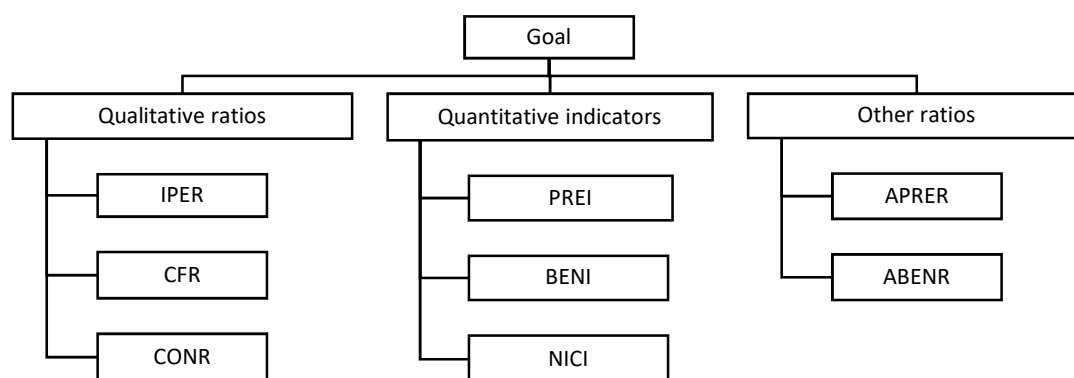 Goal
Qualitative ratios
Quantitative indicators
Other ratios
IPER
PREI
APRER
CFR
BENI
ABENR
CONR
NICI